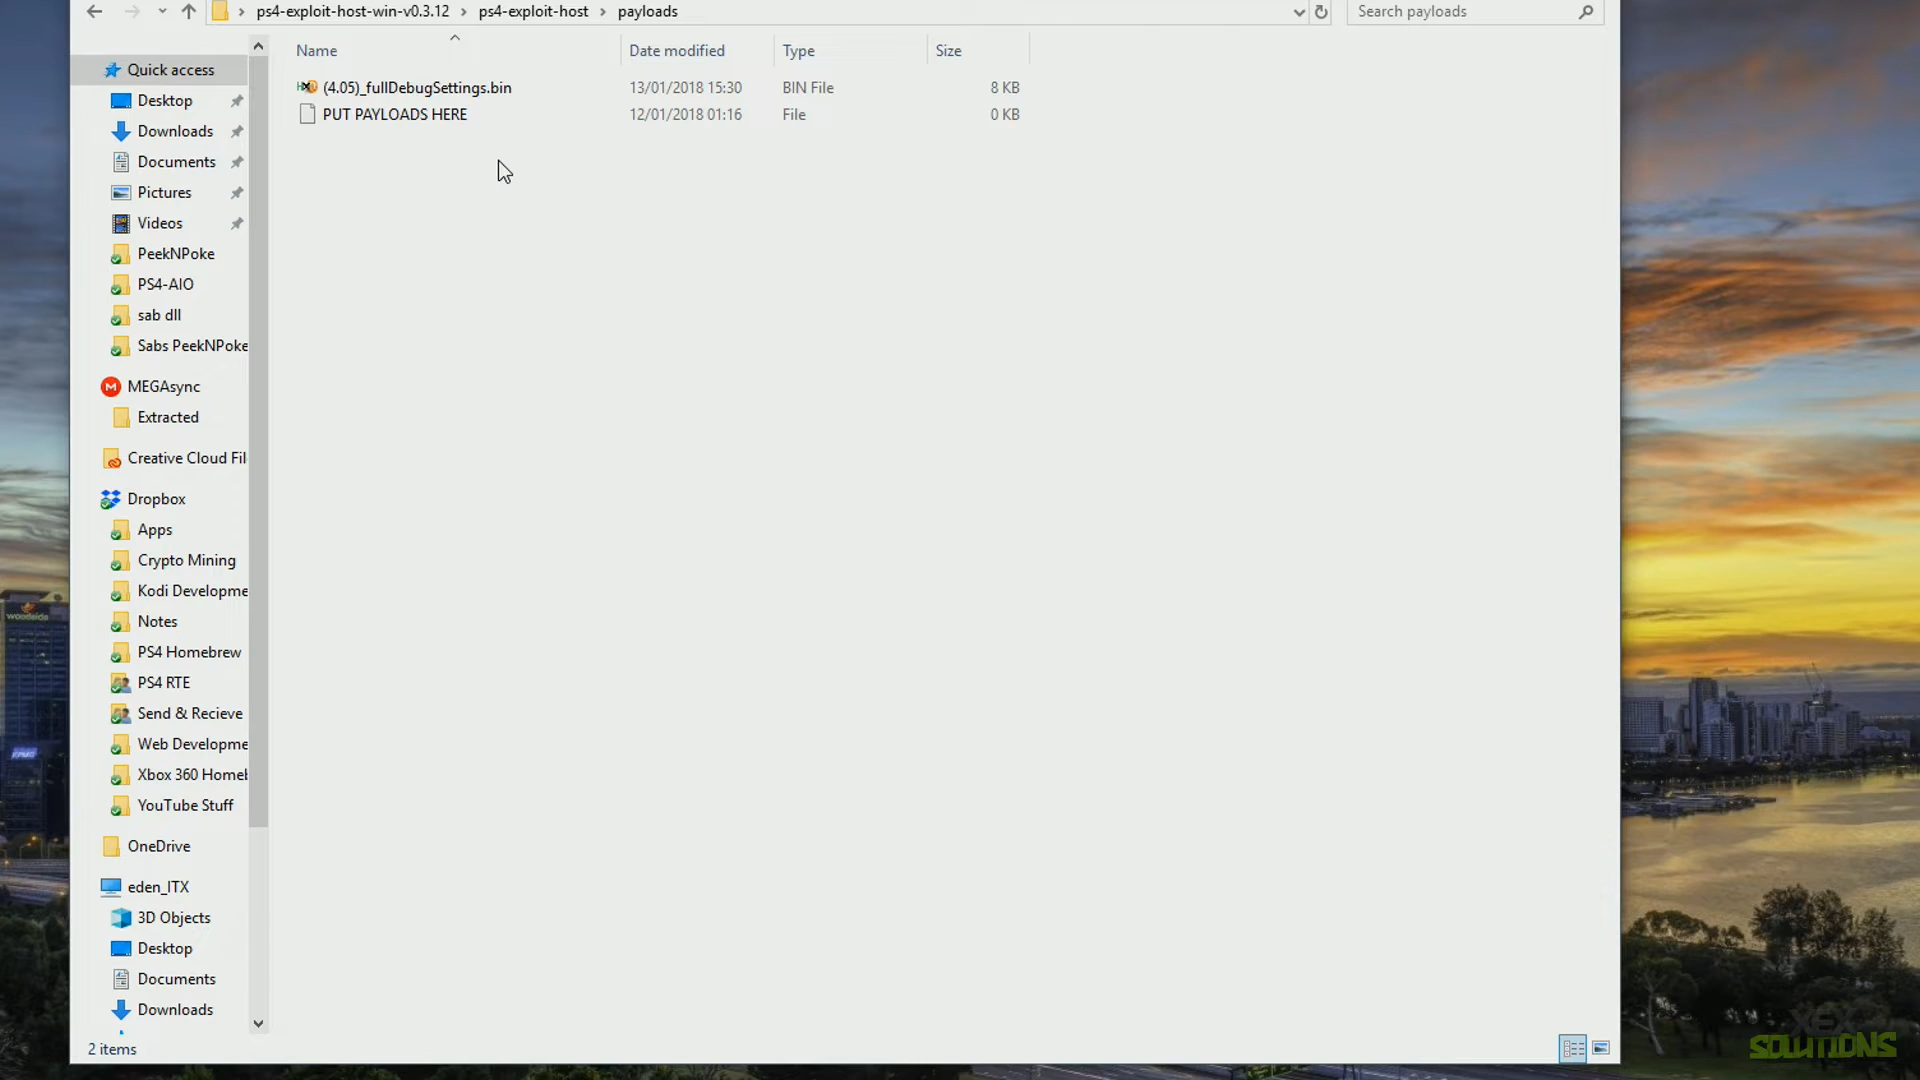 ps4-exploit-host-win-v0.3.12 > ps4-exploit-host > payloads
Search payloads
Name Date modified Type Size
(4.05)_fullDebugSettings.bin 13/01/2018 15:30 BIN File 8 KB
PUT PAYLOADS HERE 12/01/2018 01:16 File 0 KB
Quick access
Desktop
Downloads
Documents
Pictures
Videos
PeekNPoke
PS4-AIO
sab dll
Sabs PeekNPoke
MEGAsync
Extracted
Creative Cloud Fil
Dropbox
Apps
Crypto Mining
Kodi Developme
Notes
PS4 Homebrew
PS4 RTE
Send & Recieve
Web Developme
Xbox 360 Homeb
YouTube Stuff
OneDrive
eden_ITX
3D Objects
Desktop
Documents
Downloads
2 items
woodside
KPMG
XEX
SOLUTIONS